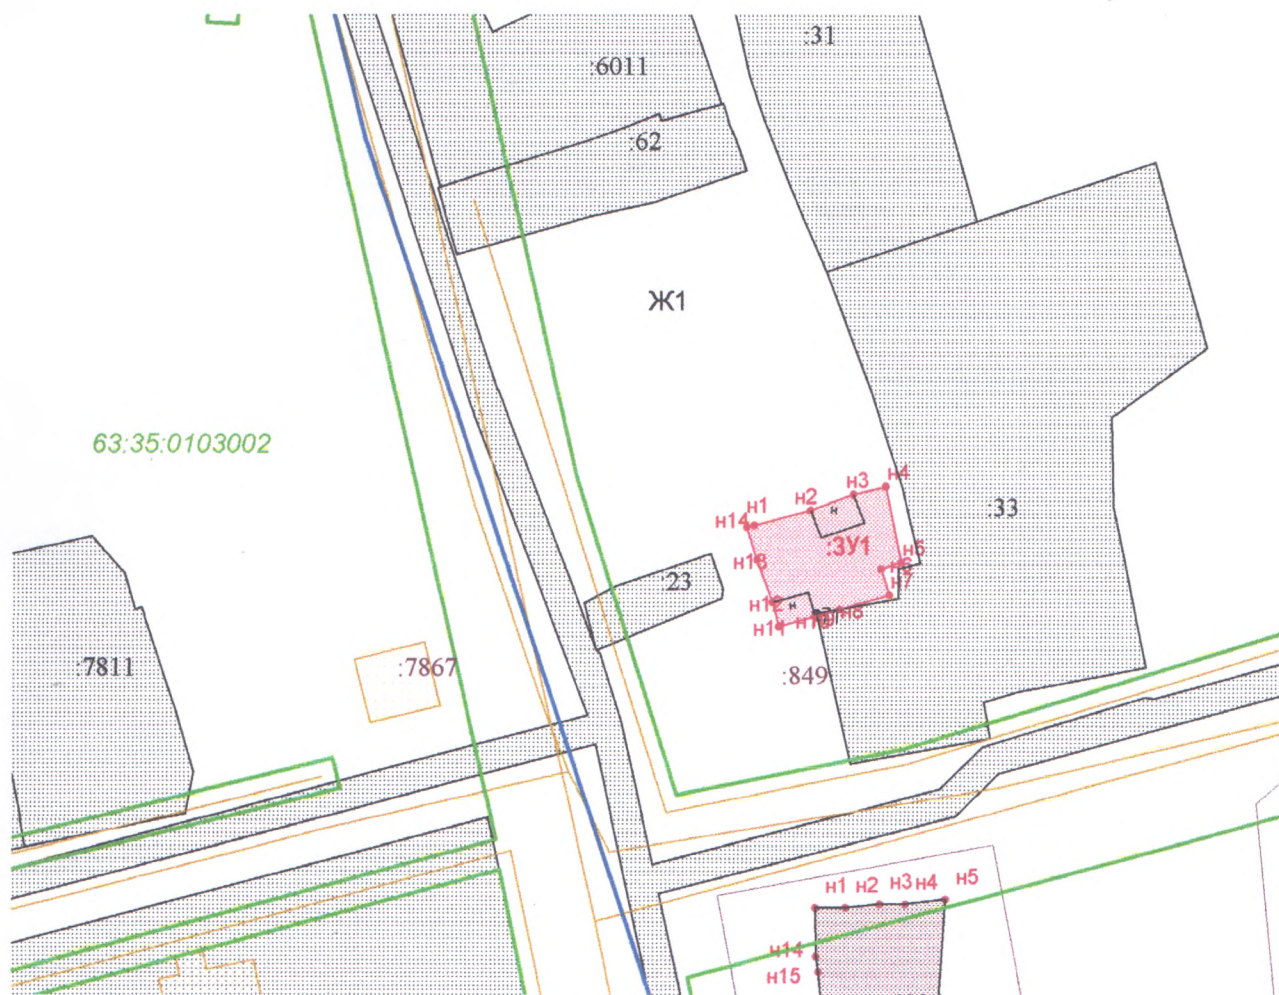 :31
:6011
:62
Ж1
63:35:0103002
н4
н3
н2
н1
н14
н
:33
:ЗУ1
н5
н13
н6
:23
н7
н12
н
н8
н11
:7811
:7867
:849
н1 н2 н3 н4 н5
н14
н15